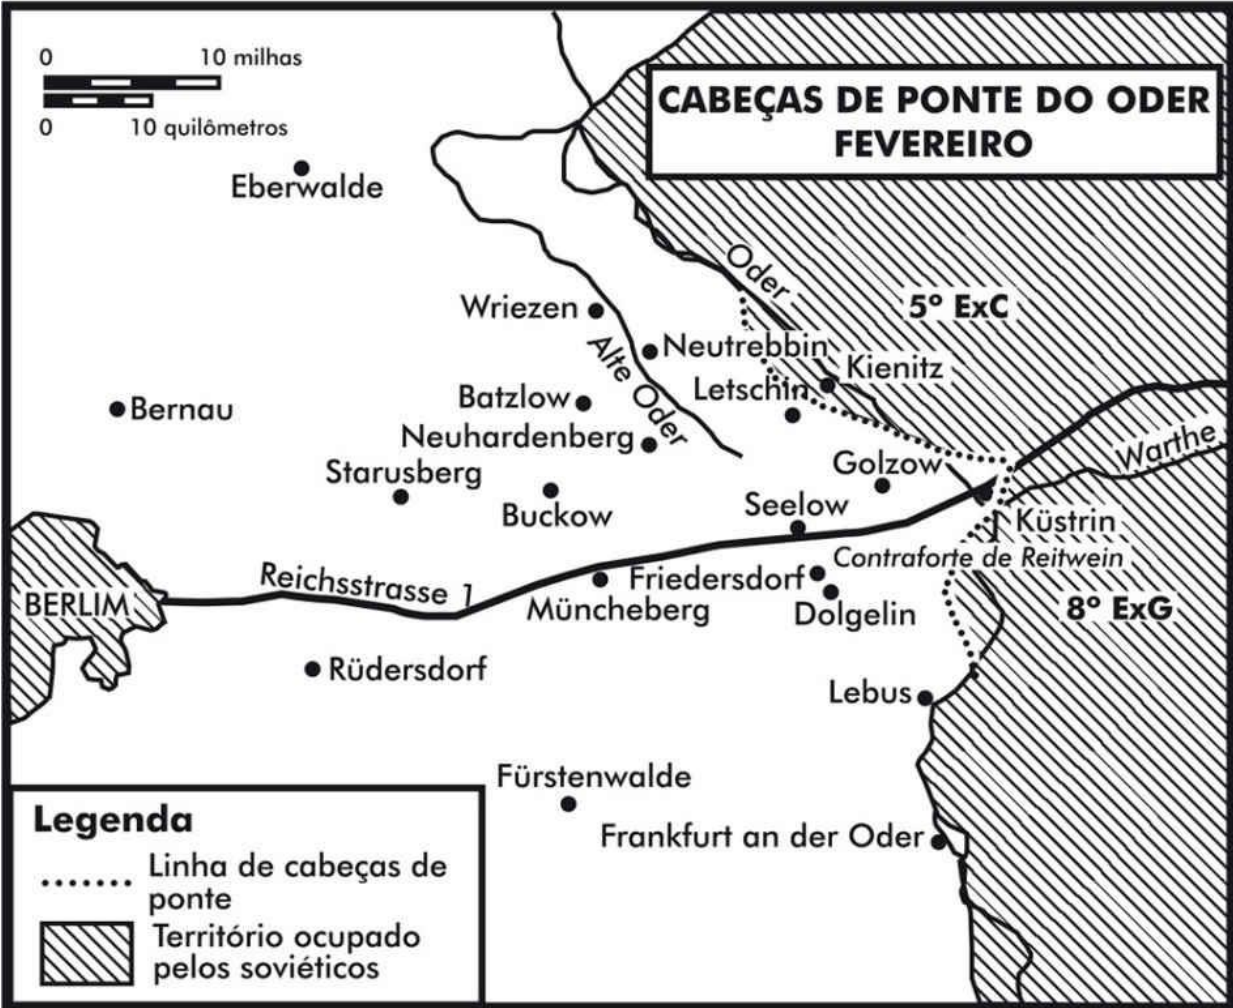 0 10 milhas
0 10 quilômetros
CABEÇAS DE PONTE DO ODER
FEVEREIRO
Eberwalde
Oder
5º ExC
Wriezen
Neutrebbin
Alte Oder
Kienitz
Letschin
Batzlow
Bernau
Neuhardenberg
Warthe
Golzow
Starusberg
Seelow
Buckow
Küstrin
Contraforte de Reitwein
Reichsstrasse 1
Friedersdorf
BERLIM
Müncheberg
Dolgelin
8º ExG
Rüdersdorf
Lebus
Fürstenwalde
Frankfurt an der Oder
Legenda
Linha de cabeças de
ponte
Território ocupado
pelos soviéticos